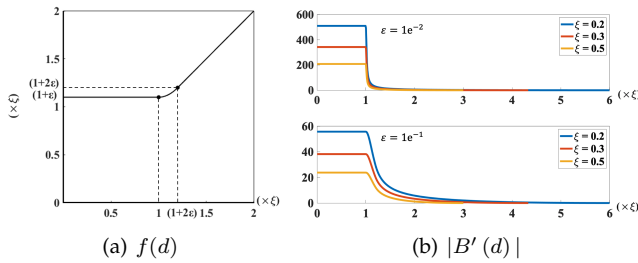 2
(1+2ε)
(1+ε)
1
(×ξ)
0
0.5
1
(1+2ε)
1.5
2
(×ξ)
(a) f(d)
600
400
200
0
ε = 1e⁻²
ξ = 0.2
ξ = 0.3
ξ = 0.5
0 1 2 3 4 5 6
(×ξ)
60
40
20
0
ε = 1e⁻¹
ξ = 0.2
ξ = 0.3
ξ = 0.5
0 1 2 3 4 5 6
(×ξ)
(b) |B′ (d) |